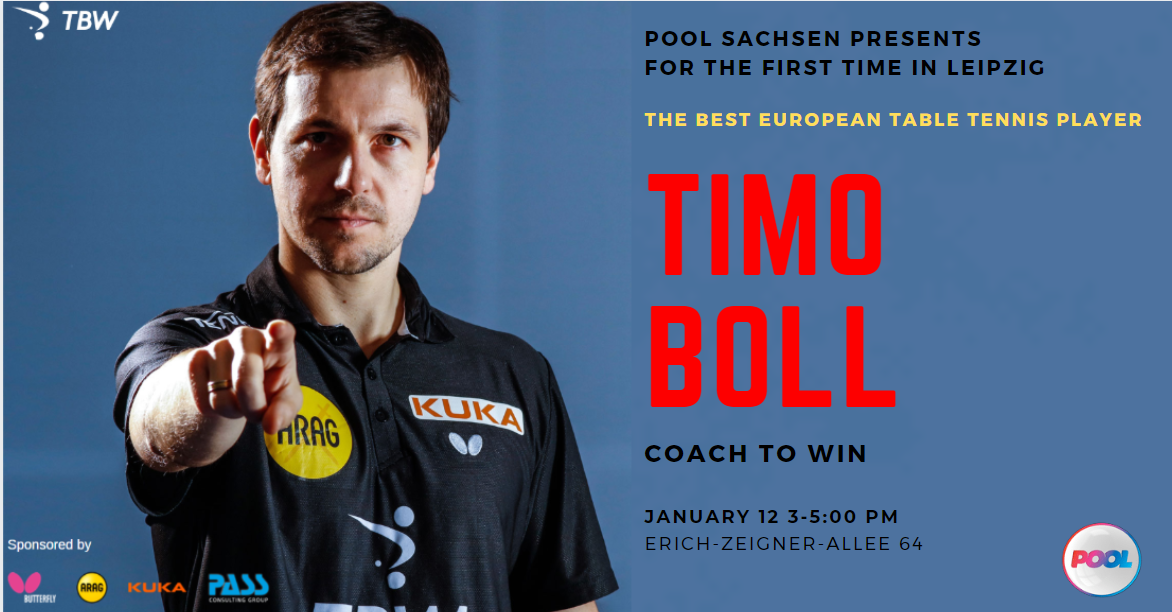 TBW
POOL SACHSEN PRESENTS
FOR THE FIRST TIME IN LEIPZIG
THE BEST EUROPEAN TABLE TENNIS PLAYER
TIMO
BOLL
COACH TO WIN
JANUARY 12 3-5:00 PM
ERICH-ZEIGNER-ALLEE 64
ARAG
KUKA
TBW
Sponsored by
BUTTERFLY
ARAG
KUKA
PASS
CONSULTING GROUP
POOL